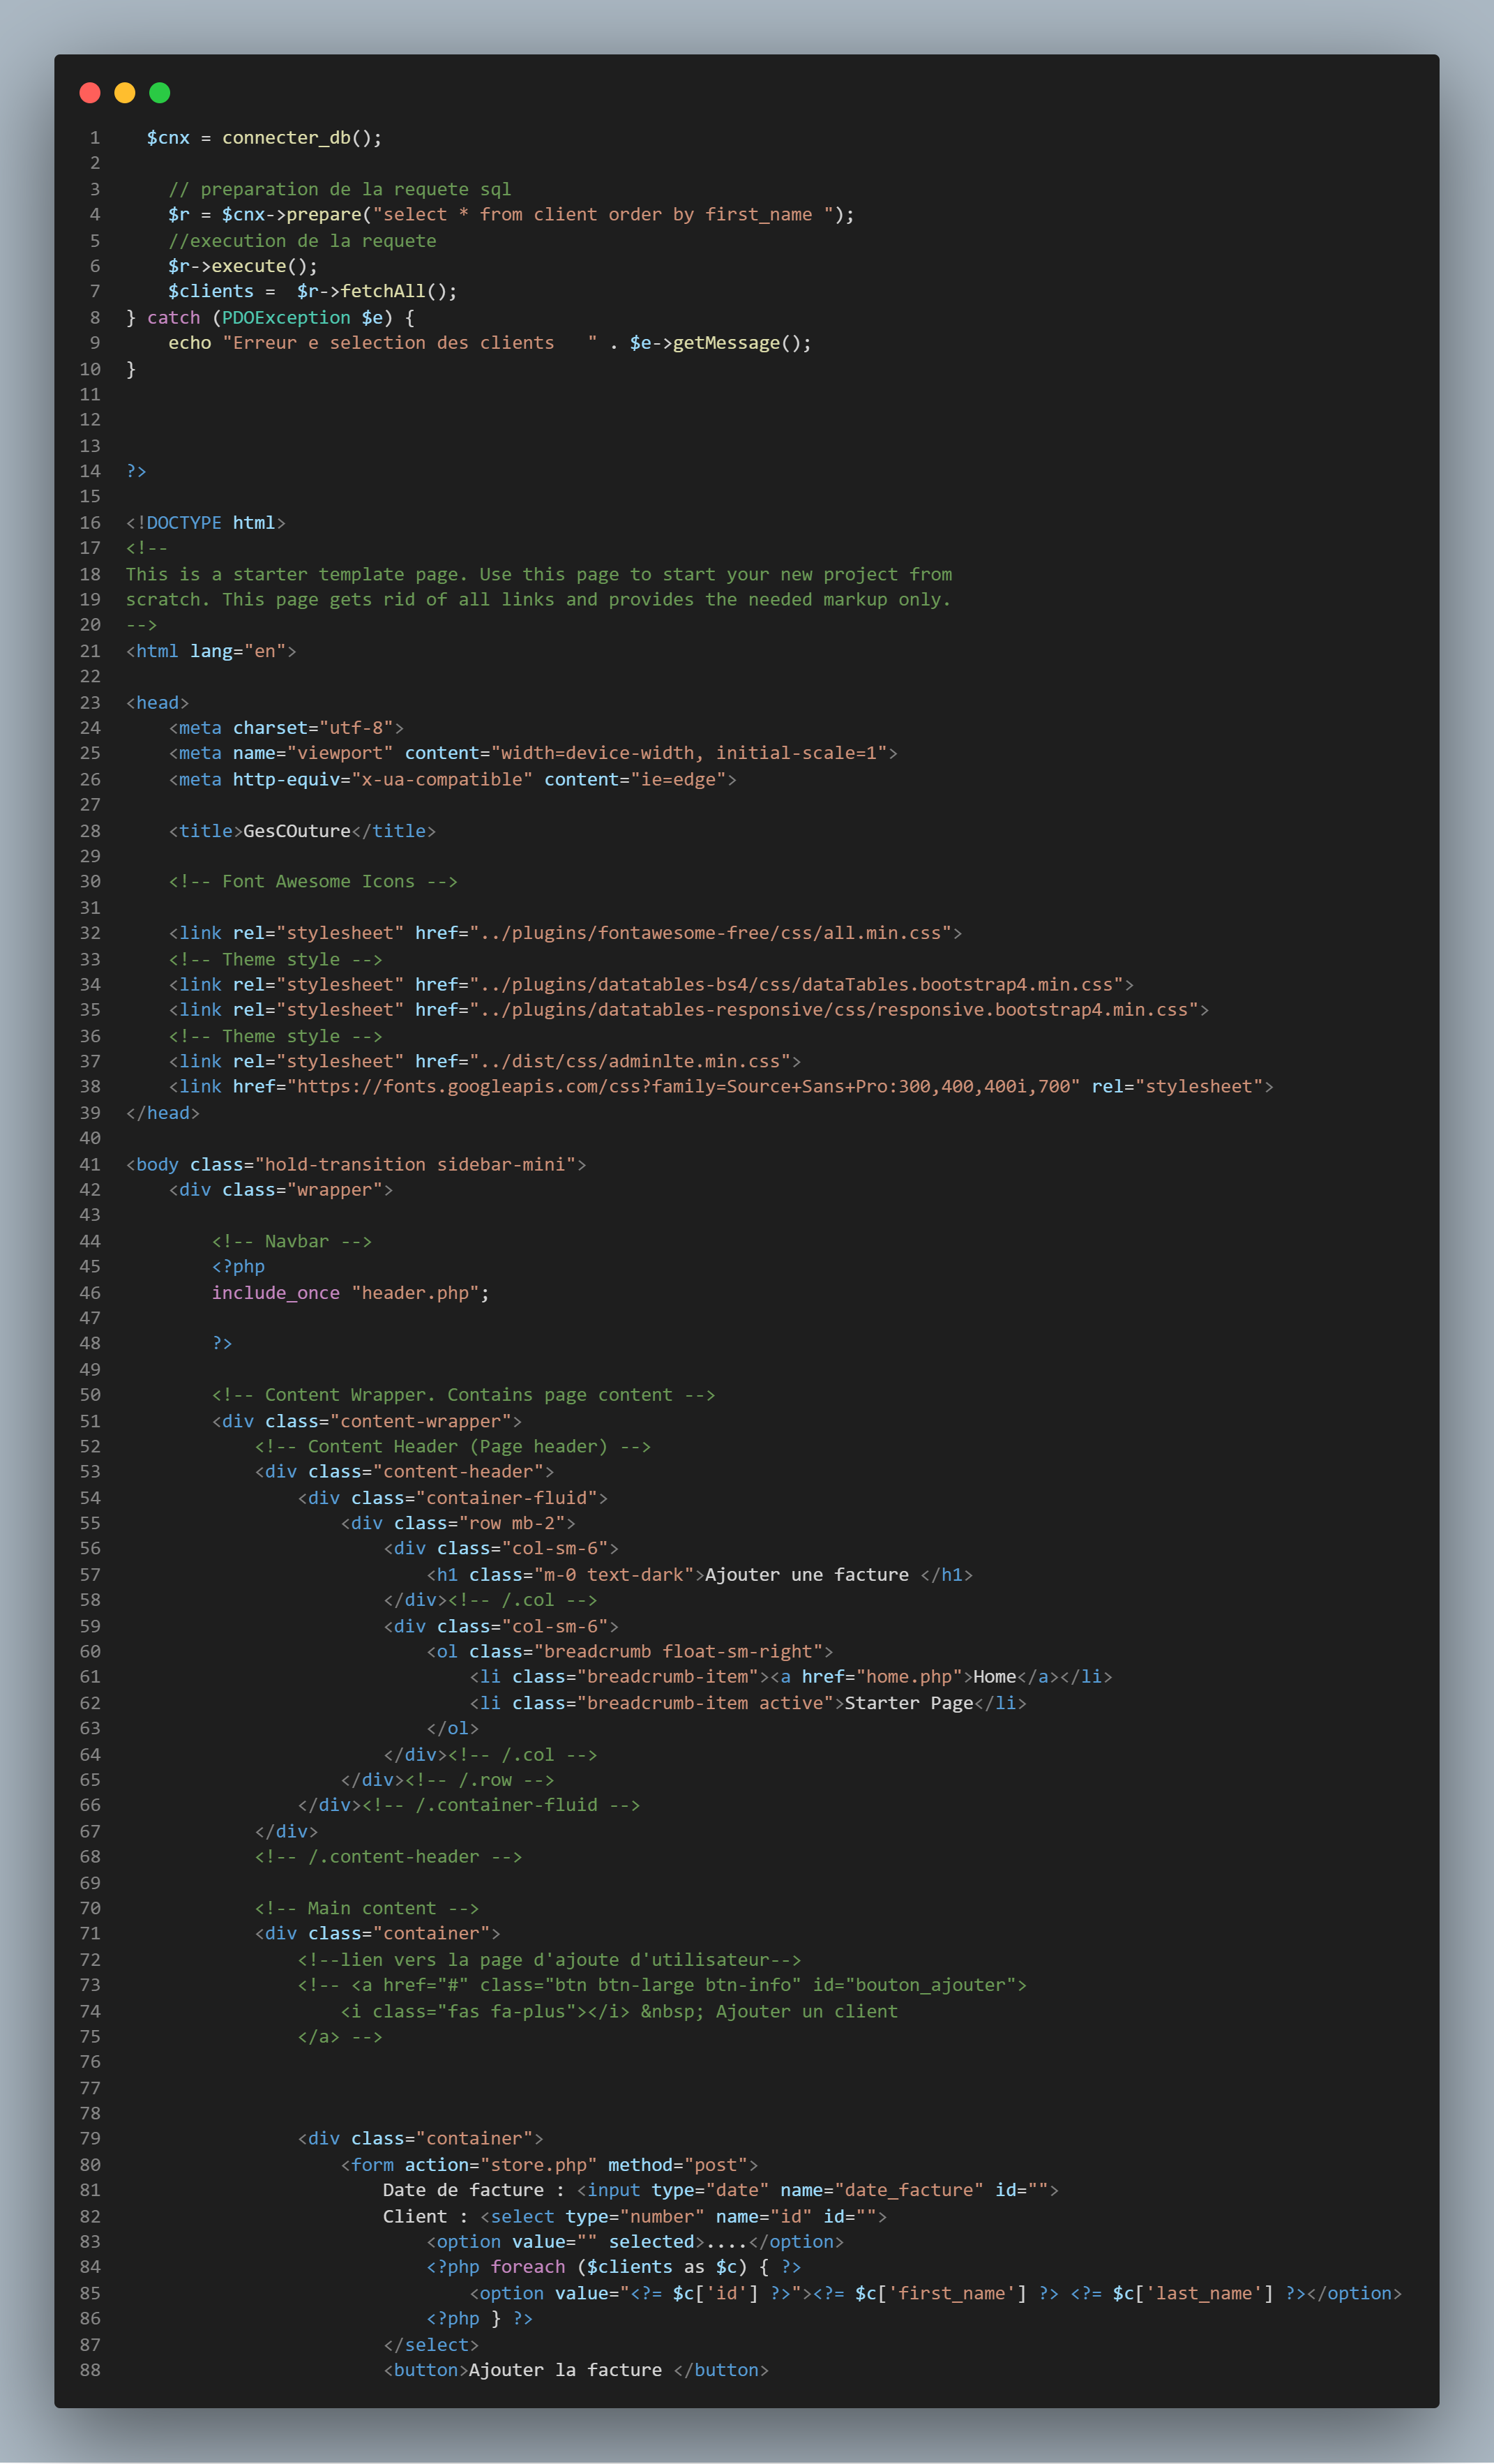 1 $cnx = connecter_db();
2
3 // preparation de la requete sql
4 $r = $cnx->prepare("select * from client order by first_name ");
5 //execution de la requete
6 $r->execute();
7 $clients =  $r->fetchAll();
8 } catch (PDOException $e) {
9 echo "Erreur e selection des clients   " . $e->getMessage();
10 }
11
12
13
14 ?>
15
16 <!DOCTYPE html>
17 <!--
18 This is a starter template page. Use this page to start your new project from
19 scratch. This page gets rid of all links and provides the needed markup only.
20 -->
21 <html lang="en">
22
23 <head>
24 <meta charset="utf-8">
25 <meta name="viewport" content="width=device-width, initial-scale=1">
26 <meta http-equiv="x-ua-compatible" content="ie=edge">
27
28 <title>GesCOuture</title>
29
30 <!-- Font Awesome Icons -->
31
32 <link rel="stylesheet" href="../plugins/fontawesome-free/css/all.min.css">
33 <!-- Theme style -->
34 <link rel="stylesheet" href="../plugins/datatables-bs4/css/dataTables.bootstrap4.min.css">
35 <link rel="stylesheet" href="../plugins/datatables-responsive/css/responsive.bootstrap4.min.css">
36 <!-- Theme style -->
37 <link rel="stylesheet" href="../dist/css/adminlte.min.css">
38 <link href="https://fonts.googleapis.com/css?family=Source+Sans+Pro:300,400,400i,700" rel="stylesheet">
39 </head>
40
41 <body class="hold-transition sidebar-mini">
42 <div class="wrapper">
43
44 <!-- Navbar -->
45 <?php
46 include_once "header.php";
47
48 ?>
49
50 <!-- Content Wrapper. Contains page content -->
51 <div class="content-wrapper">
52 <!-- Content Header (Page header) -->
53 <div class="content-header">
54 <div class="container-fluid">
55 <div class="row mb-2">
56 <div class="col-sm-6">
57 <h1 class="m-0 text-dark">Ajouter une facture </h1>
58 </div><!-- /.col -->
59 <div class="col-sm-6">
60 <ol class="breadcrumb float-sm-right">
61 <li class="breadcrumb-item"><a href="home.php">Home</a></li>
62 <li class="breadcrumb-item active">Starter Page</li>
63 </ol>
64 </div><!-- /.col -->
65 </div><!-- /.row -->
66 </div><!-- /.container-fluid -->
67 </div>
68 <!-- /.content-header -->
69
70 <!-- Main content -->
71 <div class="container">
72 <!--lien vers la page d'ajoute d'utilisateur-->
73 <!-- <a href="#" class="btn btn-large btn-info" id="bouton_ajouter">
74 <i class="fas fa-plus"></i> &nbsp; Ajouter un client
75 </a> -->
76
77
78
79 <div class="container">
80 <form action="store.php" method="post">
81 Date de facture : <input type="date" name="date_facture" id="">
82 Client : <select type="number" name="id" id="">
83 <option value="" selected>....</option>
84 <?php foreach ($clients as $c) { ?>
85 <option value="<?= $c['id'] ?>"><?= $c['first_name'] ?> <?= $c['last_name'] ?></option>
86 <?php } ?>
87 </select>
88 <button>Ajouter la facture </button>